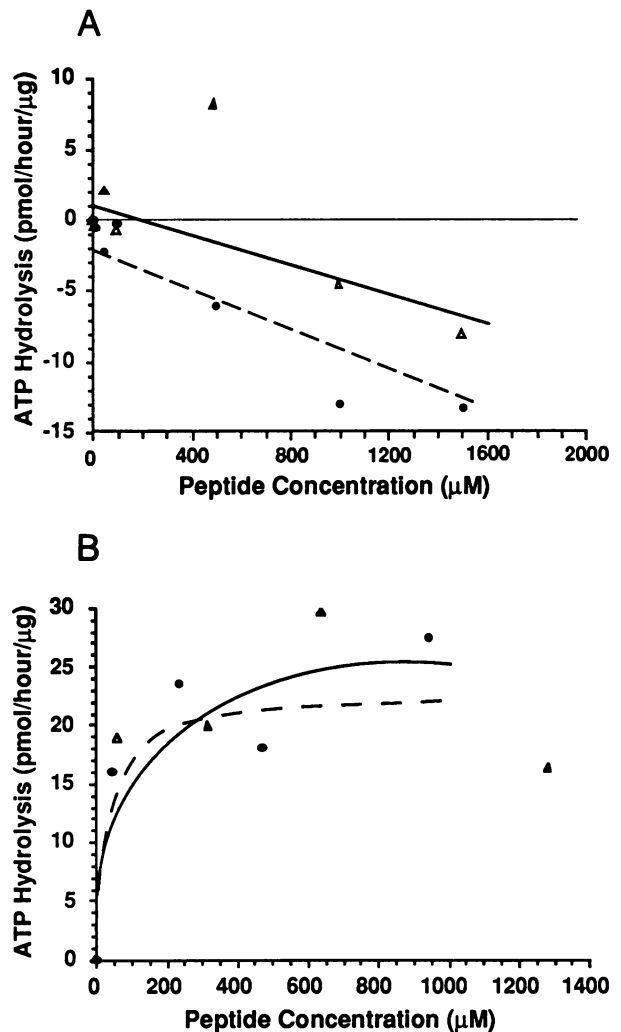 A
ATP Hydrolysis (pmol/hour/µg)
10
5
0
-5
-10
-15
0 400 800 1200 1600 2000
Peptide Concentration (µM)
B
ATP Hydrolysis (pmol/hour/µg)
30
25
20
15
10
5
0
0 200 400 600 800 1000 1200 1400
Peptide Concentration (µM)